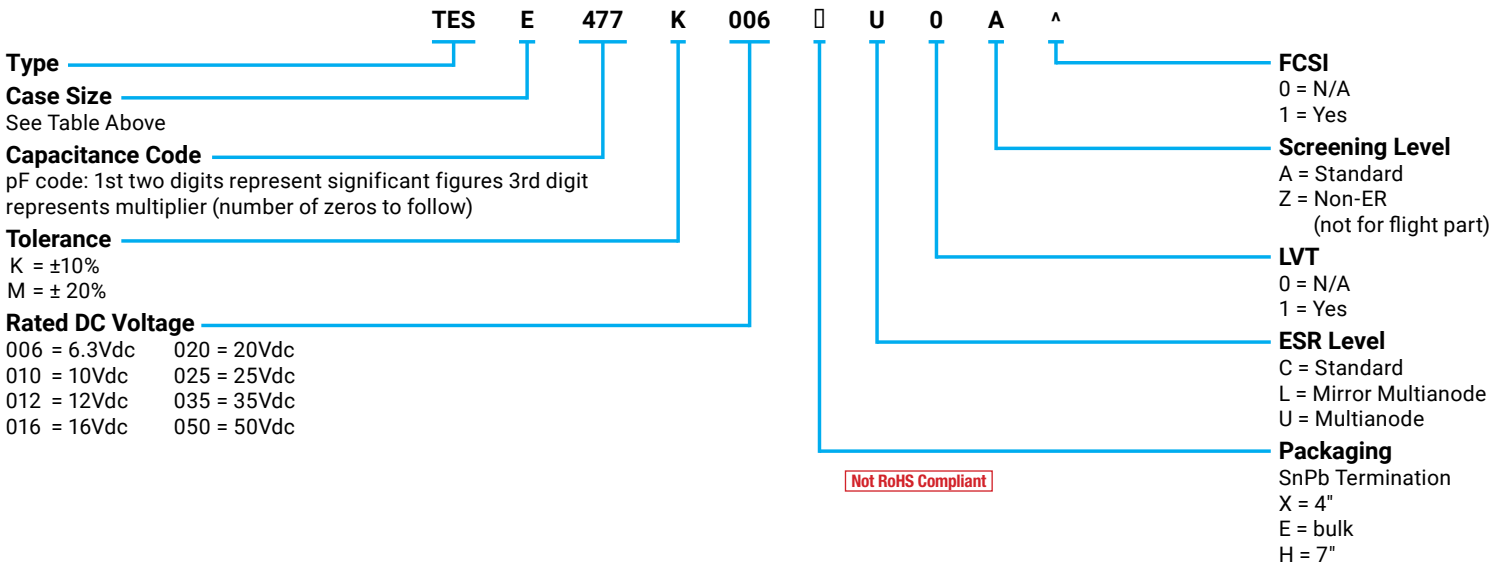 TES E 477 K 006 ▯ U 0 A ^
Type
Case Size
See Table Above
Capacitance Code
pF code: 1st two digits represent significant figures 3rd digit
represents multiplier (number of zeros to follow)
Tolerance
K = ±10%
M = ± 20%
Rated DC Voltage
006 = 6.3Vdc 020 = 20Vdc
010 = 10Vdc 025 = 25Vdc
012 = 12Vdc 035 = 35Vdc
016 = 16Vdc 050 = 50Vdc
FCSI
0 = N/A
1 = Yes
Screening Level
A = Standard
Z = Non-ER
(not for flight part)
LVT
0 = N/A
1 = Yes
ESR Level
C = Standard
L = Mirror Multianode
U = Multianode
Packaging
SnPb Termination
X = 4"
E = bulk
H = 7"
Not RoHS Compliant